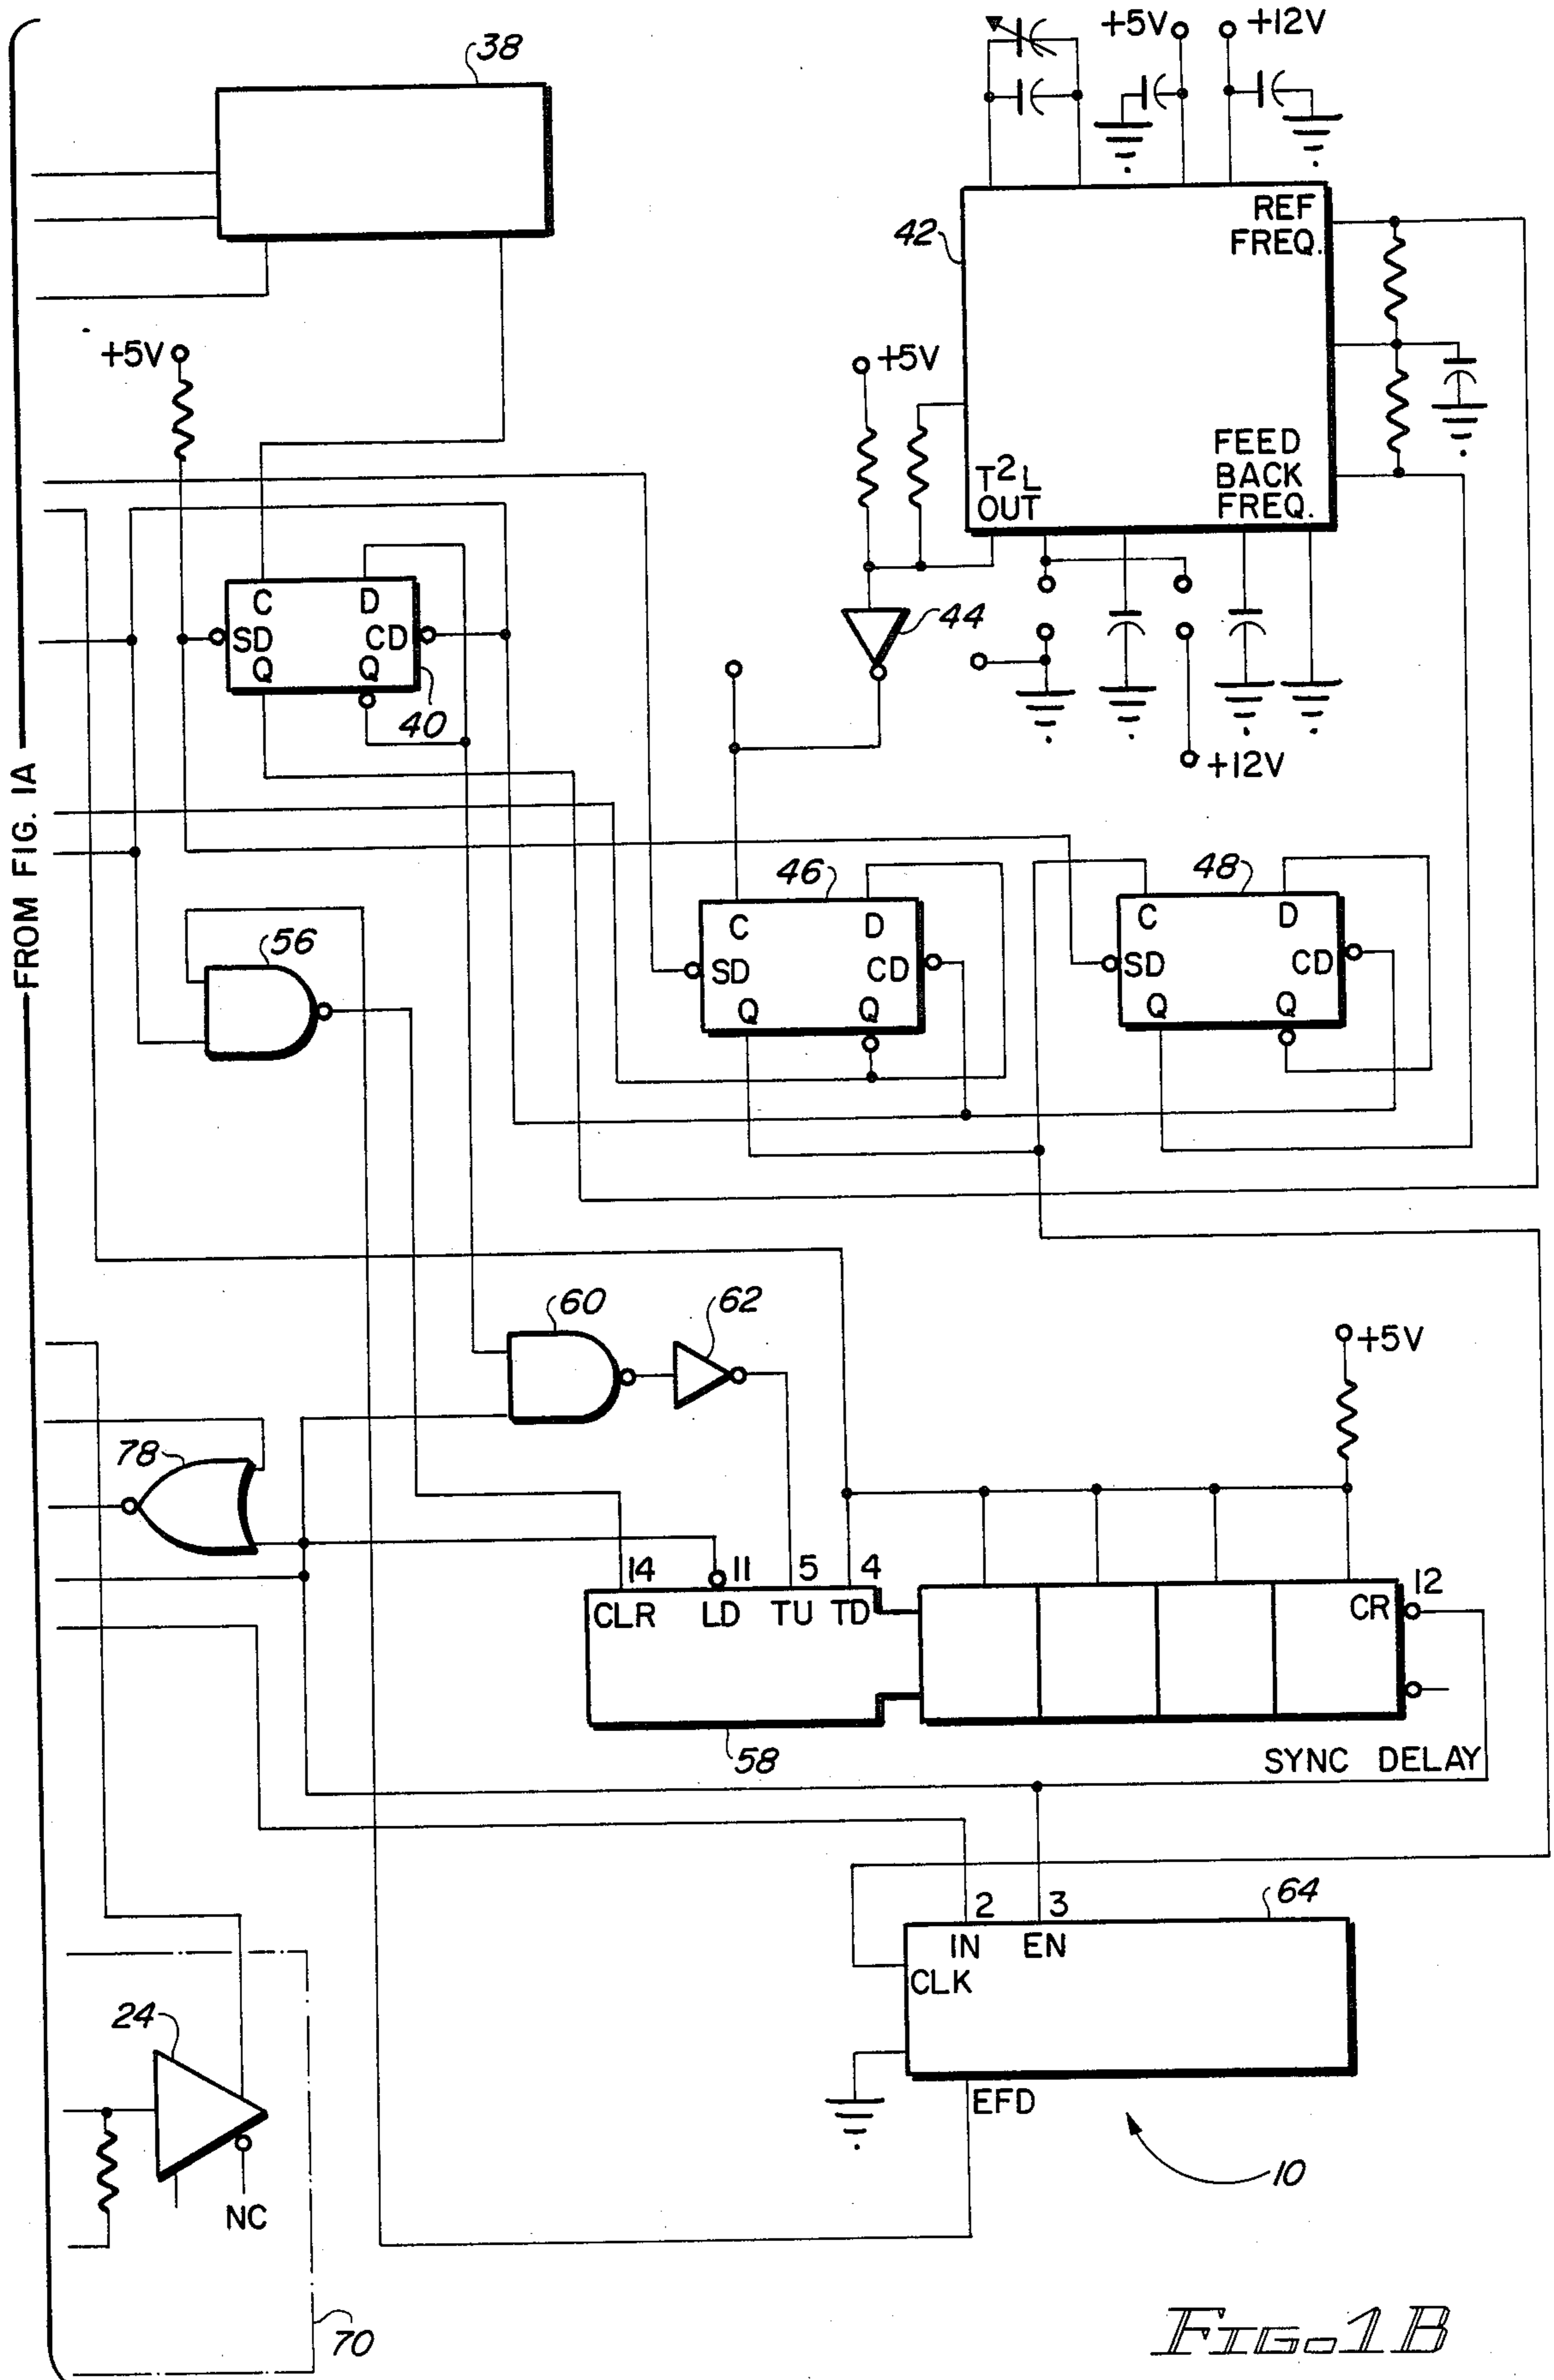 38
+5V
+12V
REF
FREQ.
42
+5V
+5V
FEED
BACK
FREQ.
T²L
OUT
C
D
SD
CD
Q
Q
40
44
+12V
FROM FIG. 1A
46
48
C
D
SD
CD
Q
Q
C
D
SD
CD
Q
Q
56
60
62
+5V
78
14
11
5
4
12
CLR
LD
TU
TD
CR
58
SYNC DELAY
64
2
3
IN
EN
CLK
EFD
24
NC
10
70
FIG. 1B